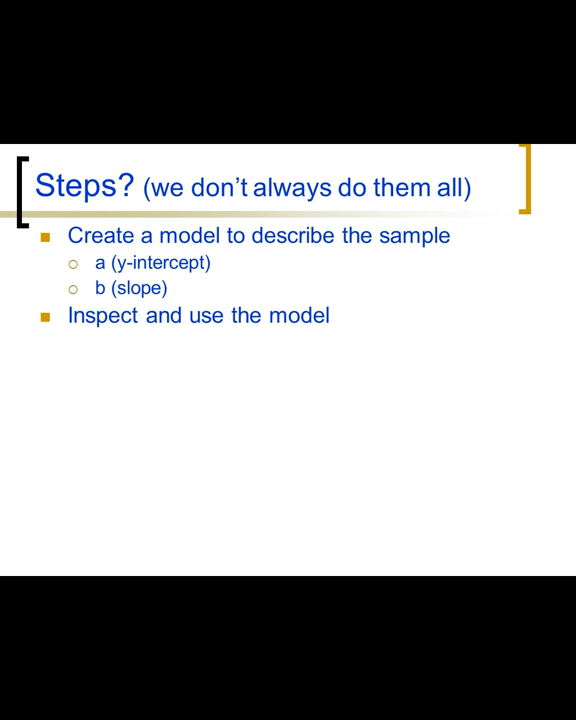 Steps? (we don’t always do them all)
Create a model to describe the sample
a (y-intercept)
b (slope)
Inspect and use the model